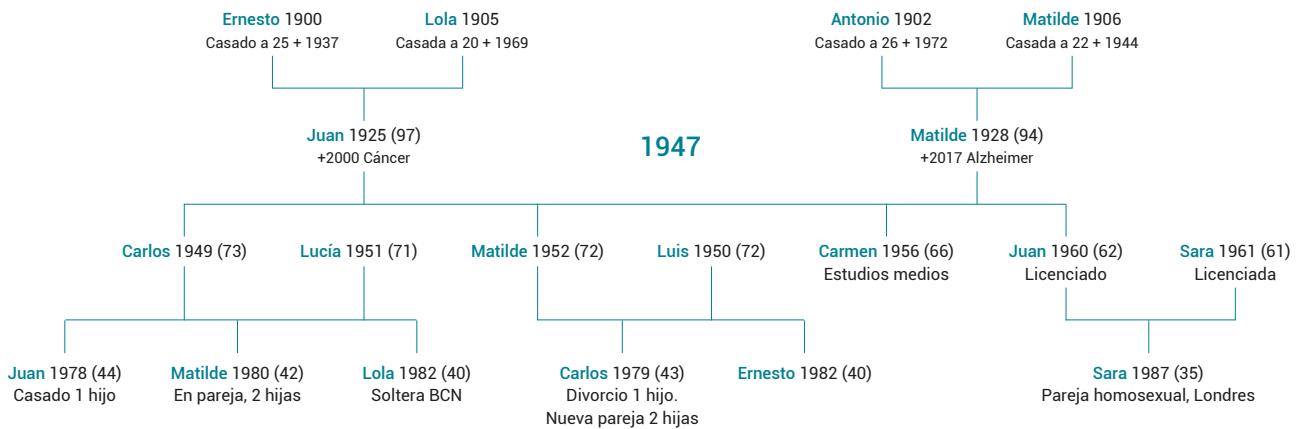 Ernesto 1900
Casado a 25 + 1937
Lola 1905
Casada a 20 + 1969
Antonio 1902
Casado a 26 + 1972
Matilde 1906
Casada a 22 + 1944
Juan 1925 (97)
+2000 Cáncer
1947
Matilde 1928 (94)
+2017 Alzheimer
Carlos 1949 (73)
Lucía 1951 (71)
Matilde 1952 (72)
Luis 1950 (72)
Carmen 1956 (66)
Estudios medios
Juan 1960 (62)
Licenciado
Sara 1961 (61)
Licenciada
Juan 1978 (44)
Casado 1 hijo
Matilde 1980 (42)
En pareja, 2 hijas
Lola 1982 (40)
Soltera BCN
Carlos 1979 (43)
Divorcio 1 hijo.
Nueva pareja 2 hijas
Ernesto 1982 (40)
Sara 1987 (35)
Pareja homosexual, Londres